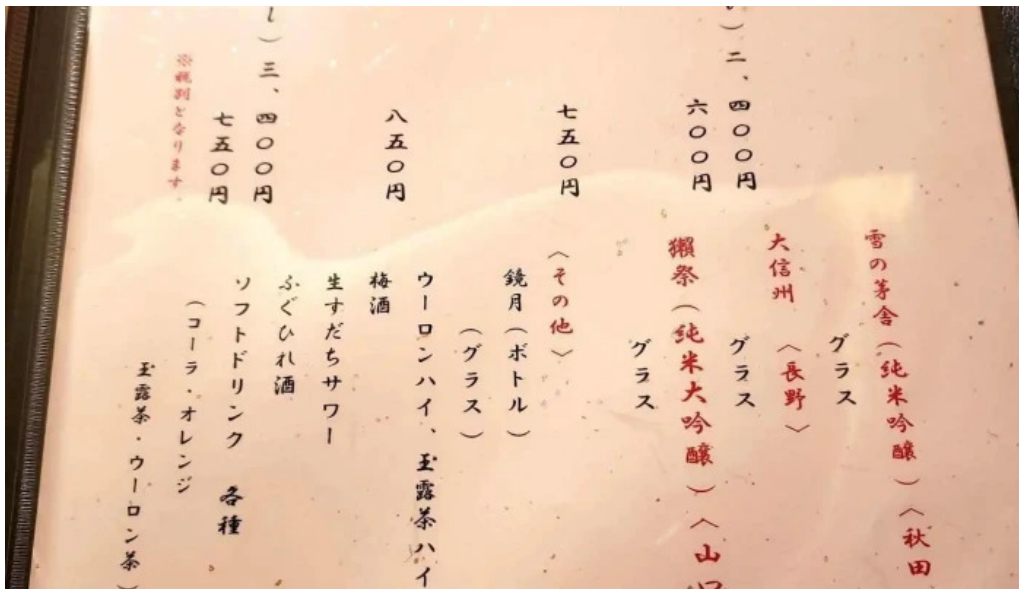 ）二、四〇〇円
六〇〇円
七五〇円
八五〇円
し）三、四〇〇円
七五〇円
※税別となります
雪の茅舎（純米吟醸）〈秋田
グラス
大信州 〈長野〉
グラス
獺祭（純米大吟醸）〈山口
グラス
〈その他〉
鏡月（ボトル）
（グラス）
ウーロンハイ、玉露茶ハイ
梅酒
生すだちサワー
ふぐひれ酒
ソフトドリンク 各種
（コーラ・オレンジ
玉露茶・ウーロン茶）